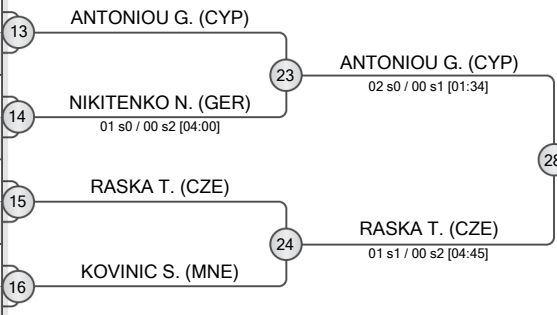 13
ANTONIOU G. (CYP)
23
ANTONIOU G. (CYP)
02 s0 / 00 s1 [01:34]
14
NIKITENKO N. (GER)
01 s0 / 00 s2 [04:00]
28
15
RASKA T. (CZE)
24
RASKA T. (CZE)
01 s1 / 00 s2 [04:45]
16
KOVINIC S. (MNE)